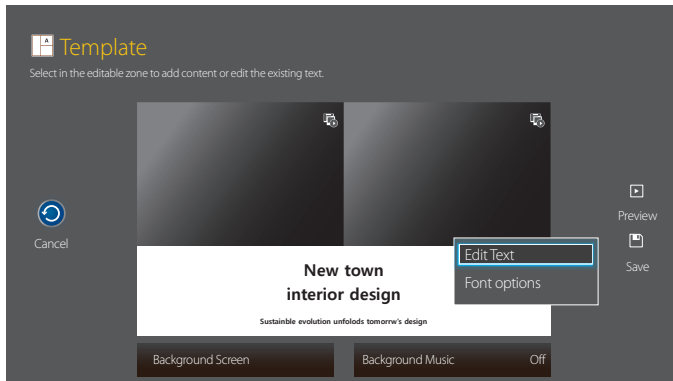 A
Template
Select in the editable zone to add content or edit the existing text.
Cancel
Preview
Save
Edit Text
Font options
New town
interior design
Sustainble evolution unfolods tomorrw's design
Background Screen
Background Music Off